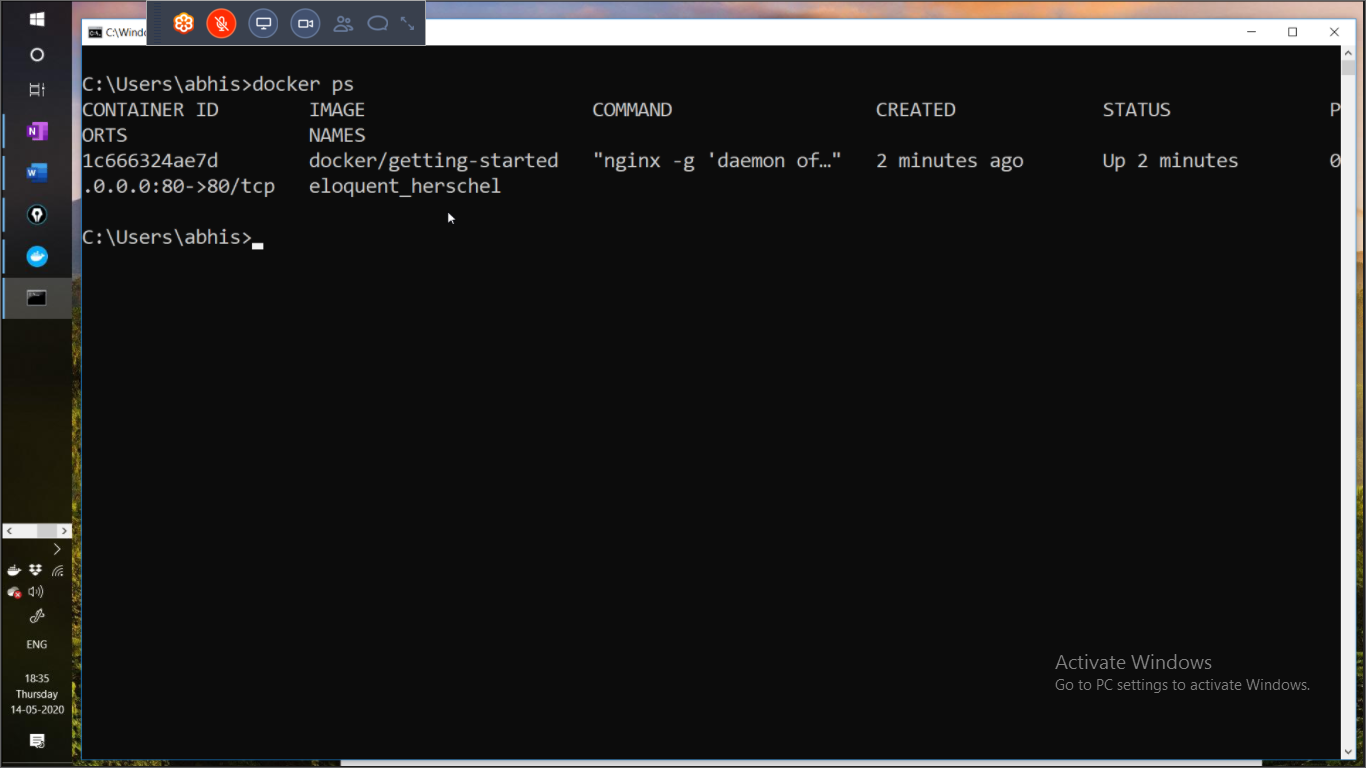 C:\Windo
C:\Users\abhis>docker ps
CONTAINER ID IMAGE COMMAND CREATED STATUS P
ORTS NAMES
1c666324ae7d docker/getting-started "nginx -g 'daemon of…" 2 minutes ago Up 2 minutes 0
.0.0.0:80->80/tcp eloquent_herschel
C:\Users\abhis>
N
W
ENG
18:35
Thursday
14-05-2020
Activate Windows
Go to PC settings to activate Windows.